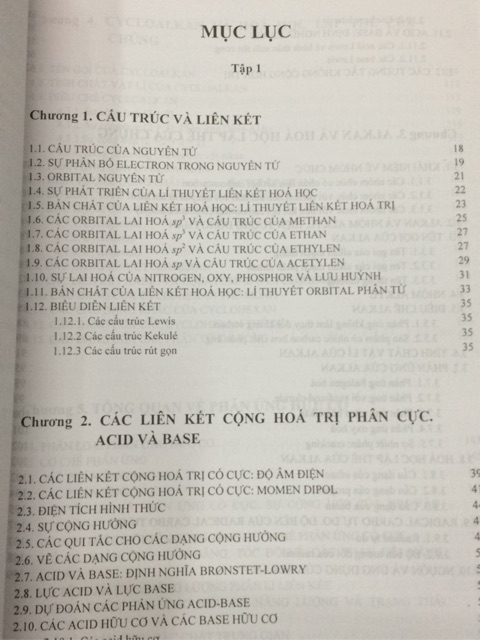 MỤC LỤC
Tập 1
Chương 1. CẤU TRÚC VÀ LIÊN KẾT
1.1. CẤU TRÚC CỦA NGUYÊN TỬ 18
1.2. SỰ PHÂN BỐ ELECTRON TRONG NGUYÊN TỬ 19
1.3. ORBITAL NGUYÊN TỬ 21
1.4. SỰ PHÁT TRIỂN CỦA LÍ THUYẾT LIÊN KẾT HOÁ HỌC 22
1.5. BẢN CHẤT CỦA LIÊN KẾT HOÁ HỌC: LÍ THUYẾT LIÊN KẾT HOÁ TRỊ 23
1.6. CÁC ORBITAL LAI HOÁ sp³ VÀ CẤU TRÚC CỦA METHAN 25
1.7. CÁC ORBITAL LAI HOÁ sp³ VÀ CẤU TRÚC CỦA ETHAN 27
1.8. CÁC ORBITAL LAI HOÁ sp² VÀ CẤU TRÚC CỦA ETHYLEN 27
1.9. CÁC ORBITAL LAI HOÁ sp VÀ CẤU TRÚC CỦA ACETYLEN 29
1.10. SỰ LAI HOÁ CỦA NITROGEN, OXY, PHOSPHOR VÀ LƯU HUỲNH 31
1.11. BẢN CHẤT CỦA LIÊN KẾT HOÁ HỌC: LÍ THUYẾT ORBITAL PHÂN TỬ 33
1.12. BIỂU DIỄN LIÊN KẾT 35
1.12.1. Các cấu trúc Lewis 35
1.12.2 Các cấu trúc Kekulé 35
1.12.3 Các cấu trúc rút gọn 35
Chương 2. CÁC LIÊN KẾT CỘNG HOÁ TRỊ PHÂN CỰC.
ACID VÀ BASE
2.1. CÁC LIÊN KẾT CỘNG HOÁ TRỊ CÓ CỰC: ĐỘ ÂM ĐIỆN 39
2.2. CÁC LIÊN KẾT CỘNG HOÁ TRỊ CÓ CỰC: MOMEN DIPOL
2.3. ĐIỆN TÍCH HÌNH THỨC
2.4. SỰ CỘNG HƯỞNG
2.5. CÁC QUI TẮC CHO CÁC DẠNG CỘNG HƯỞNG
2.6. VẼ CÁC DẠNG CỘNG HƯỞNG
2.7. ACID VÀ BASE: ĐỊNH NGHĨA BRØNSTET-LOWRY
2.8. LỰC ACID VÀ LỰC BASE
2.9. DỰ ĐOÁN CÁC PHẢN ỨNG ACID-BASE
2.10. CÁC ACID HỮU CƠ VÀ CÁC BASE HỮU CƠ